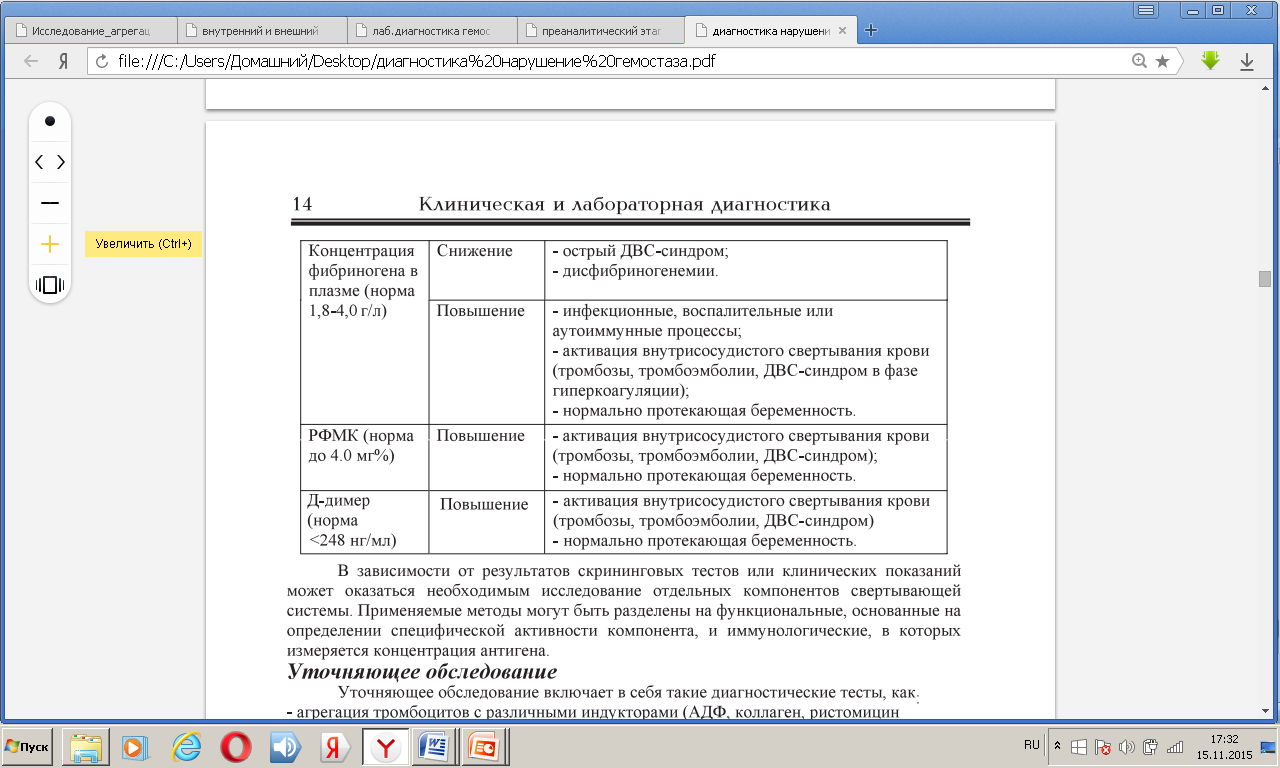 Исследование_агрегац
внутренний и внешний
лаб.диагностика гемос
преаналитический этап
диагностика нарушени
Я
file:///C:/Users/Домашний/Desktop/диагностика%20нарушение%20гемостаза.pdf
Увеличить (Ctrl+)
14 Клиническая и лабораторная диагностика
Концентрация Снижение - острый ДВС-синдром;
фибриногена в - дисфибриногенемии.
плазме (норма
1,8-4,0 г/л) Повышение - инфекционные, воспалительные или
аутоиммунные процессы;
- активация внутрисосудистого свертывания крови
(тромбозы, тромбоэмболии, ДВС-синдром в фазе
гиперкоагуляции);
- нормально протекающая беременность.
РФМК (норма Повышение - активация внутрисосудистого свертывания крови
до 4.0 мг%) (тромбозы, тромбоэмболии, ДВС-синдром);
- нормально протекающая беременность.
Д-димер Повышение - активация внутрисосудистого свертывания крови
(норма (тромбозы, тромбоэмболии, ДВС-синдром)
<248 нг/мл) - нормально протекающая беременность.
В зависимости от результатов скрининговых тестов или клинических показаний
может оказаться необходимым исследование отдельных компонентов свертывающей
системы. Применяемые методы могут быть разделены на функциональные, основанные на
определении специфической активности компонента, и иммунологические, в которых
измеряется концентрация антигена.
Уточняющее обследование
Уточняющее обследование включает в себя такие диагностические тесты, как:
- агрегация тромбоцитов с различными индукторами (АДФ, коллаген, ристомицин
Пуск
Я
Y
W
P
RU
17:32
15.11.2015